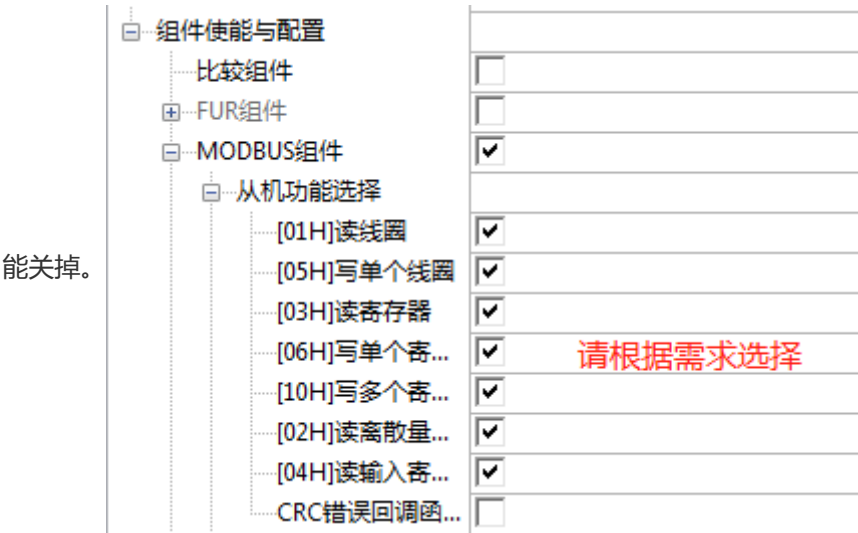 组件使能与配置
比较组件
FUR组件
MODBUS组件
从机功能选择
[01H]读线圈
能关掉。
[05H]写单个线圈
[03H]读寄存器
[06H]写单个寄...
请根据需求选择
[10H]写多个寄...
[02H]读离散量...
[04H]读输入寄...
CRC错误回调函...